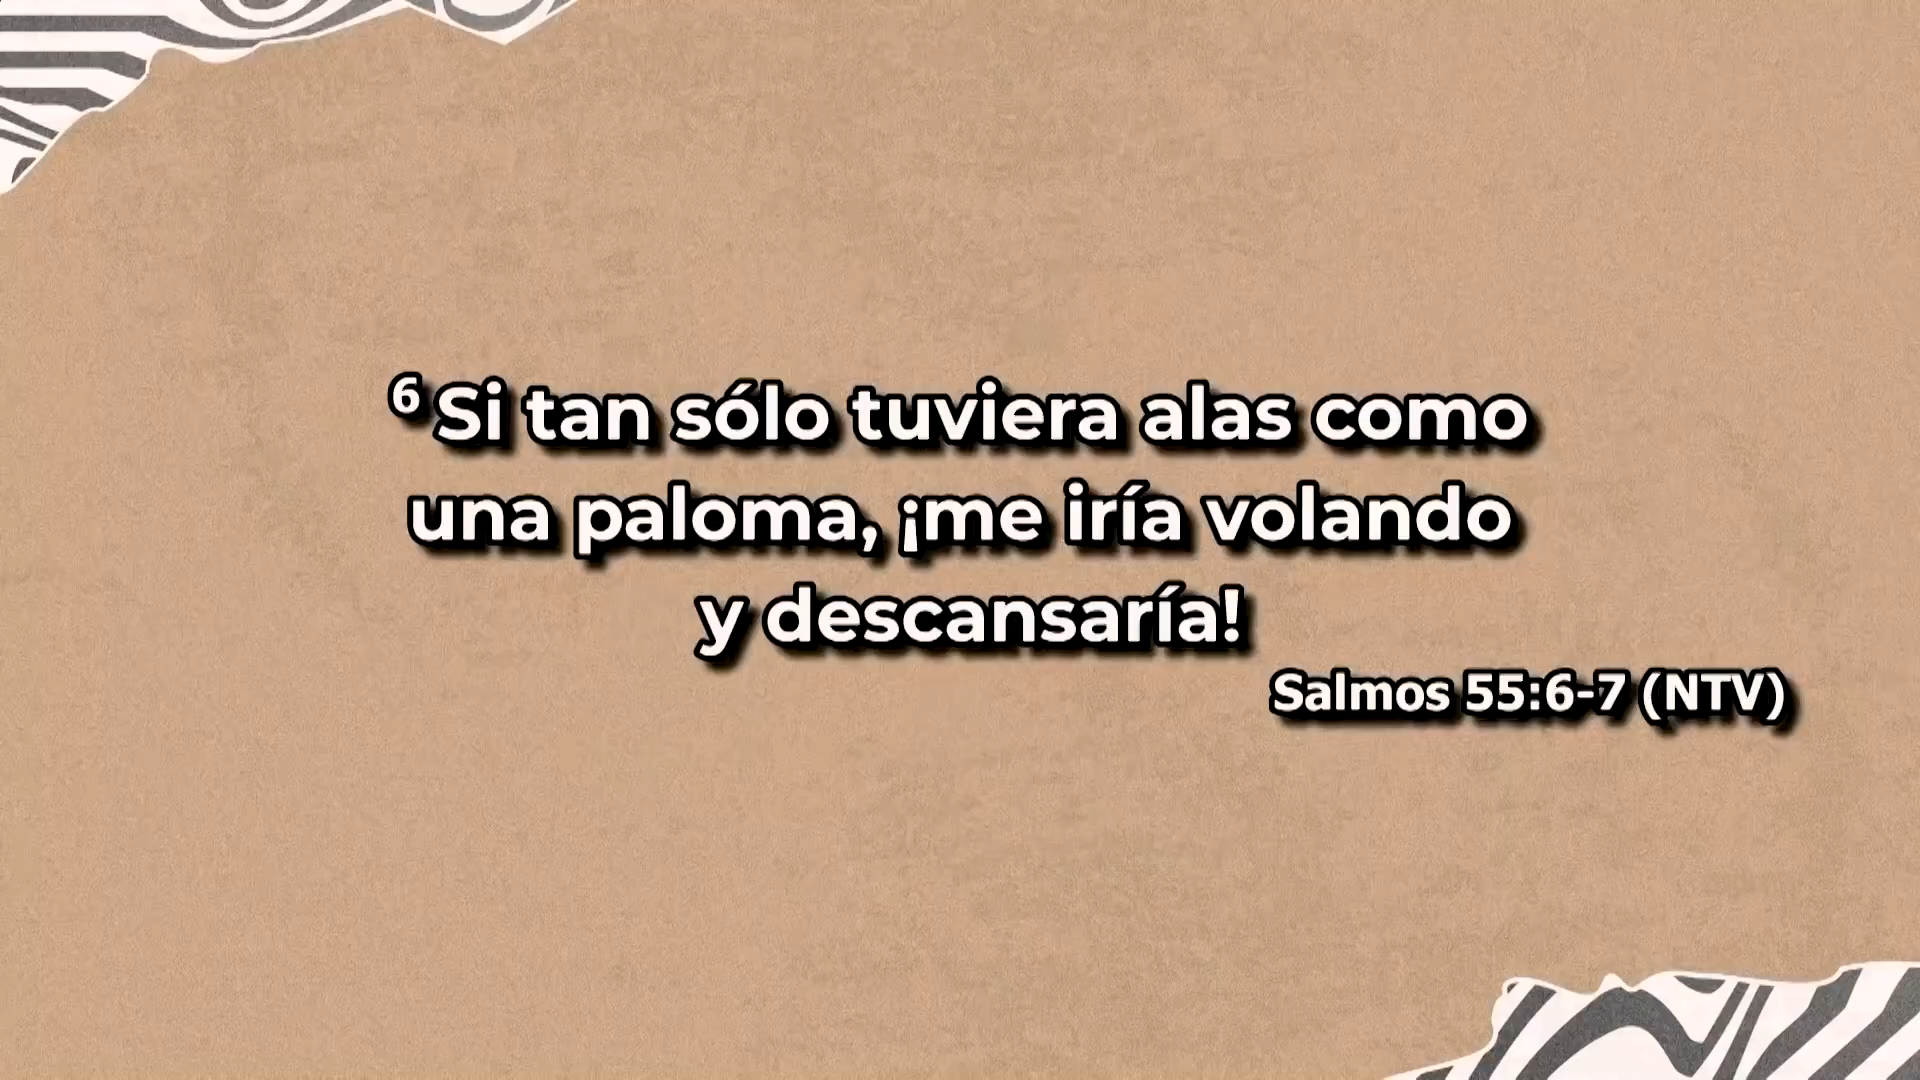 ⁶ Si tan sólo tuviera alas como
una paloma, ¡me iría volando
y descansaría!
Salmos 55:6-7 (NTV)